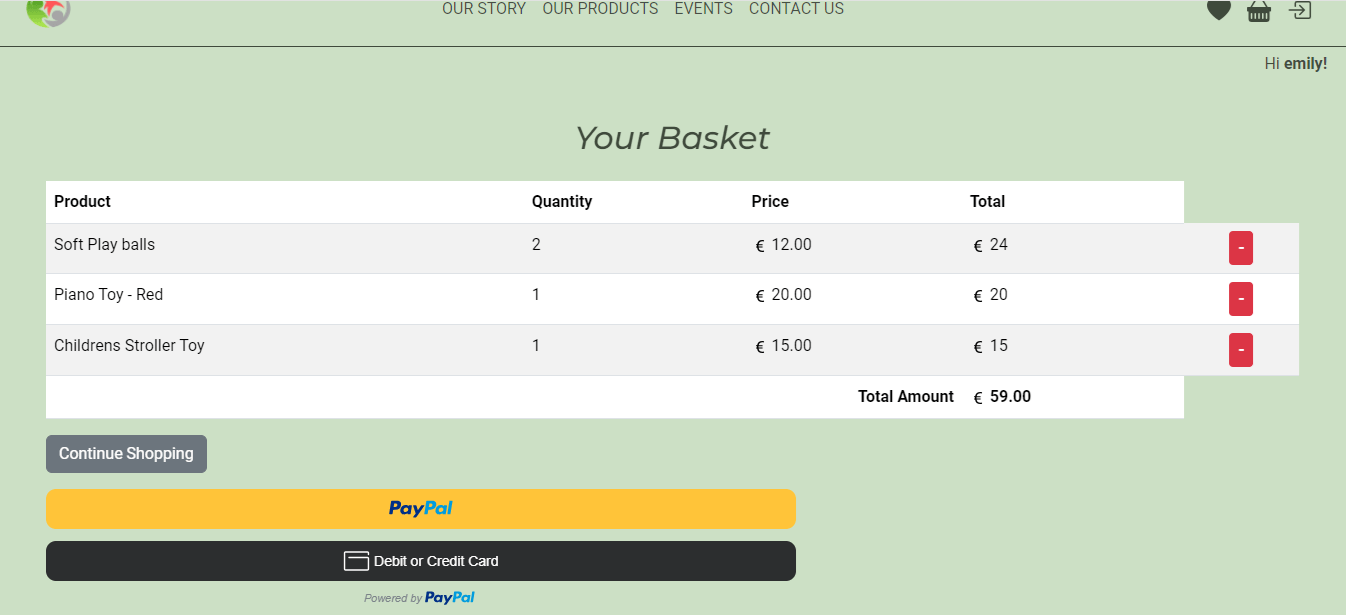 OUR STORY OUR PRODUCTS EVENTS CONTACT US
Hi emily!
Your Basket
Product Quantity Price Total
Soft Play balls 2 € 12.00 € 24 -
Piano Toy - Red 1 € 20.00 € 20 -
Childrens Stroller Toy 1 € 15.00 € 15 -
Total Amount € 59.00
Continue Shopping
PayPal
Debit or Credit Card
Powered by PayPal